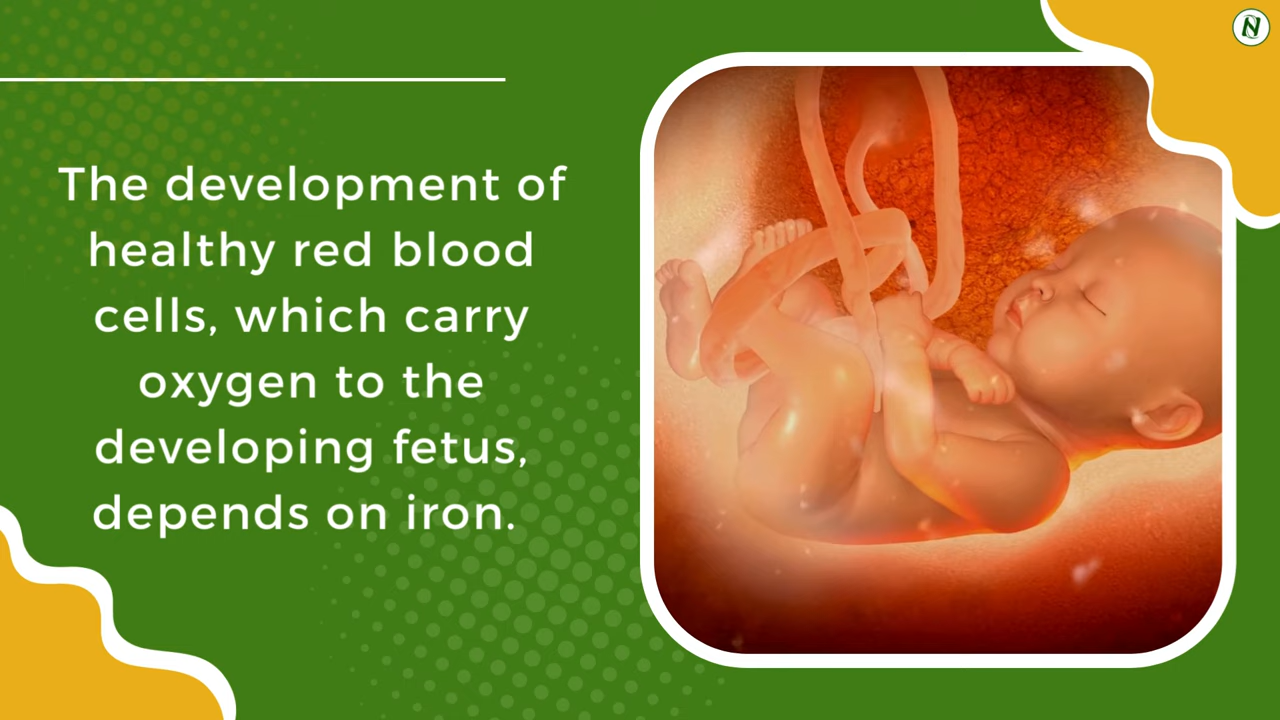 The development of
healthy red blood
cells, which carry
oxygen to the
developing fetus,
depends on iron.
N